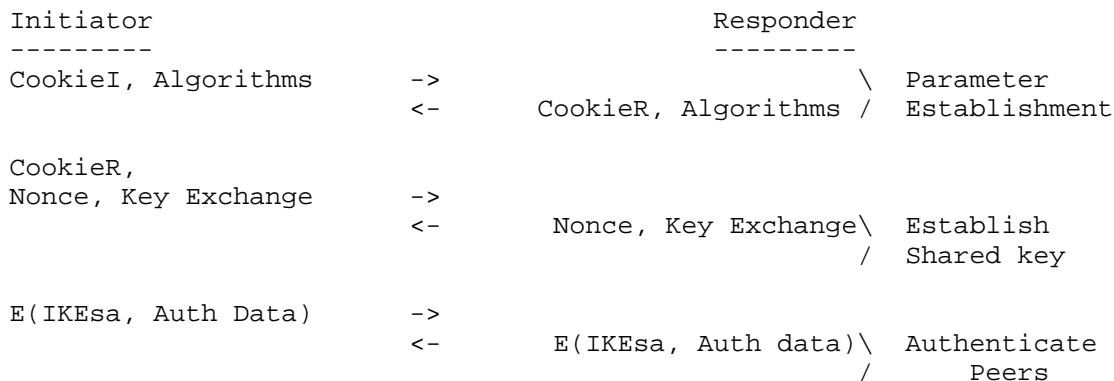 Initiator                                    Responder
---------                                    ---------
CookieI, Algorithms      ->                           \  Parameter
                         <-      CookieR, Algorithms /  Establishment
CookieR,
Nonce, Key Exchange      ->
                         <-       Nonce, Key Exchange\  Establish
                                                      /  Shared key
E(IKEsa, Auth Data)      ->
                         <-       E(IKEsa, Auth data)\  Authenticate
                                                      /      Peers